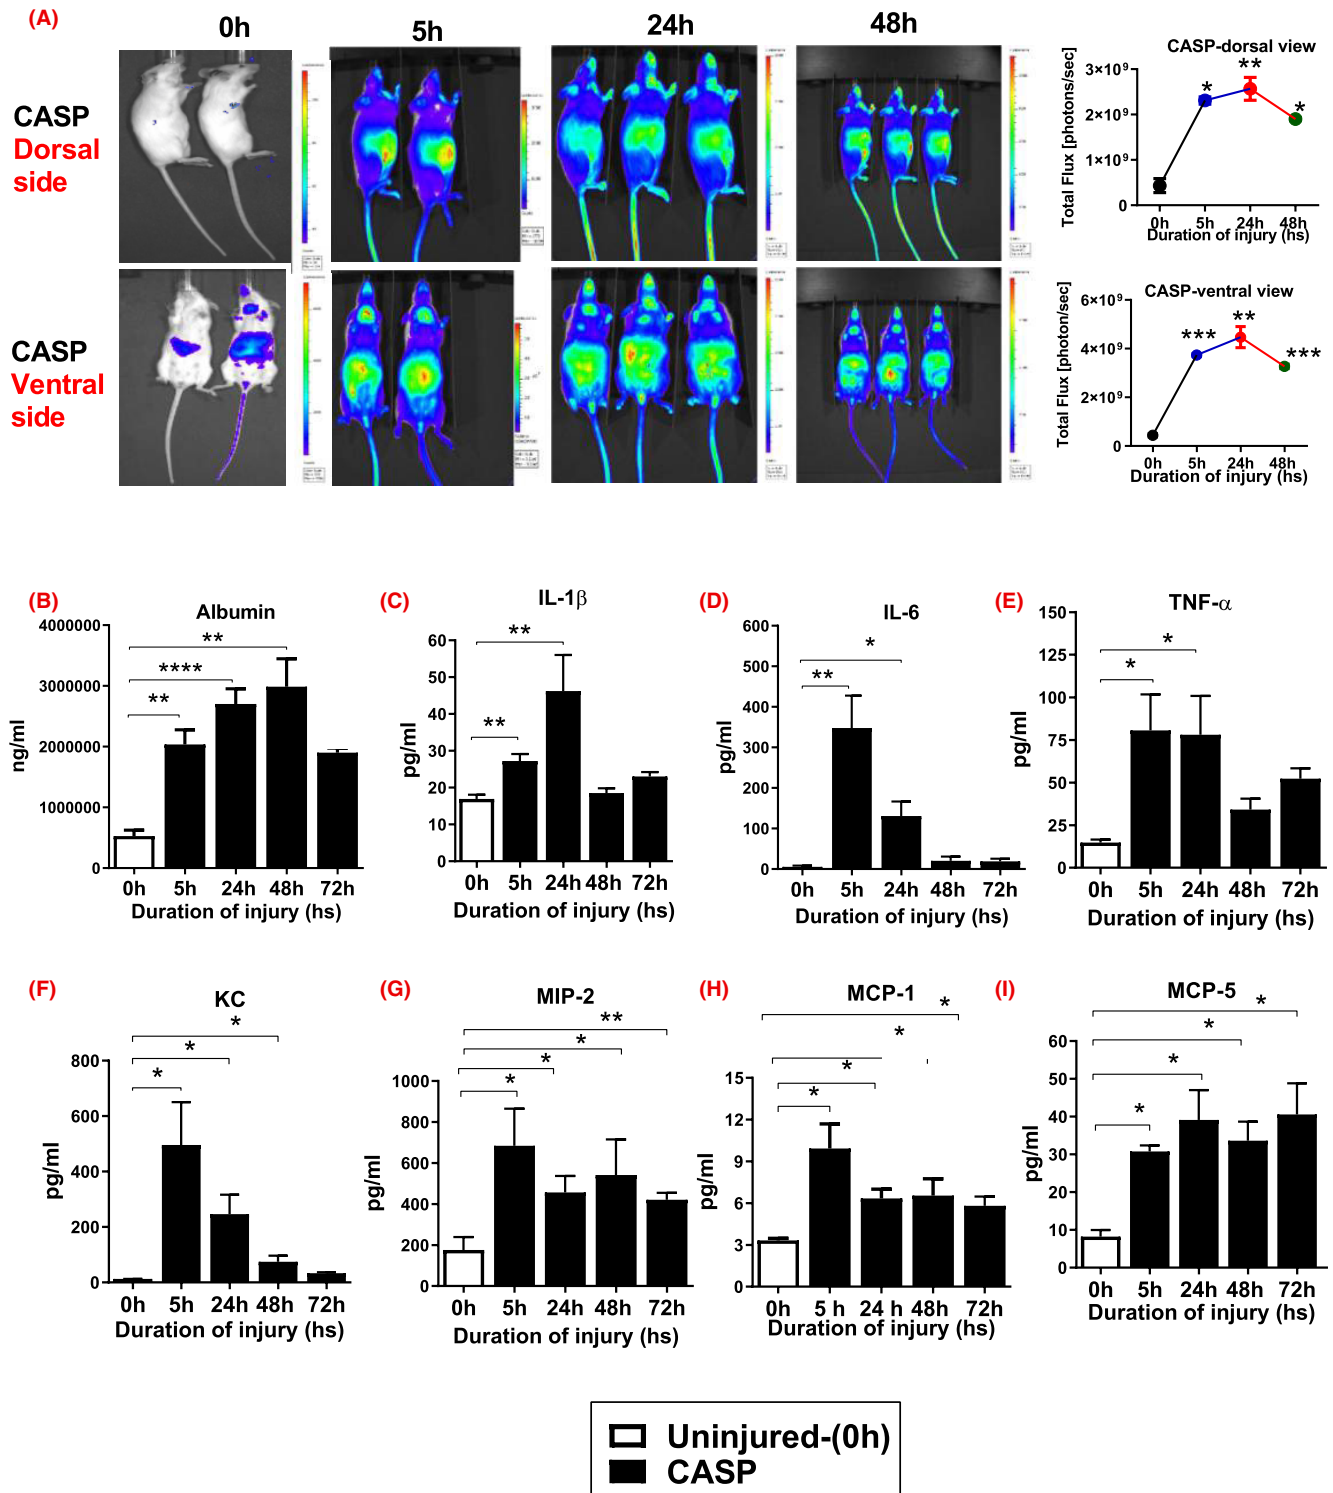 (A)
0h
5h
24h
48h
CASP
Dorsal
side
CASP-dorsal view
Total Flux [photons/sec]
3×10⁹
2×10⁹
1×10⁹
0
*
**
*
0h
5h
24h
48h
Duration of injury (hs)
CASP
Ventral
side
CASP-ventral view
Total Flux [photon/sec]
6×10⁹
4×10⁹
2×10⁹
0
***
**
***
0h
5h
24h
48h
Duration of injury (hs)
(B)
Albumin
ng/ml
4000000
3000000
2000000
1000000
0
**
****
**
0h 5h 24h 48h 72h
Duration of injury (hs)
(C)
IL-1β
pg/ml
60
50
40
30
20
10
0
**
**
0h 5h 24h 48h 72h
Duration of injury (hs)
(D)
IL-6
pg/ml
600
500
400
300
200
100
0
*
**
0h 5h 24h 48h 72h
Duration of injury (hs)
(E)
TNF-α
pg/ml
150
125
100
75
50
25
0
*
*
0h 5h 24h 48h 72h
Duration of injury (hs)
(F)
KC
pg/ml
800
600
400
200
0
*
*
*
0h 5h 24h 48h 72h
Duration of injury (hs)
(G)
MIP-2
pg/ml
1000
800
600
400
200
0
**
*
*
*
0h 5h 24h 48h 72h
Duration of injury (hs)
(H)
MCP-1
pg/ml
15
12
9
6
3
0
*
*
*
*
0h 5 h 24 h 48h 72h
Duration of injury (hs)
(I)
MCP-5
pg/ml
60
50
40
30
20
10
0
*
*
*
*
0h 5h 24h 48h 72h
Duration of injury (hs)
Uninjured-(0h)
CASP